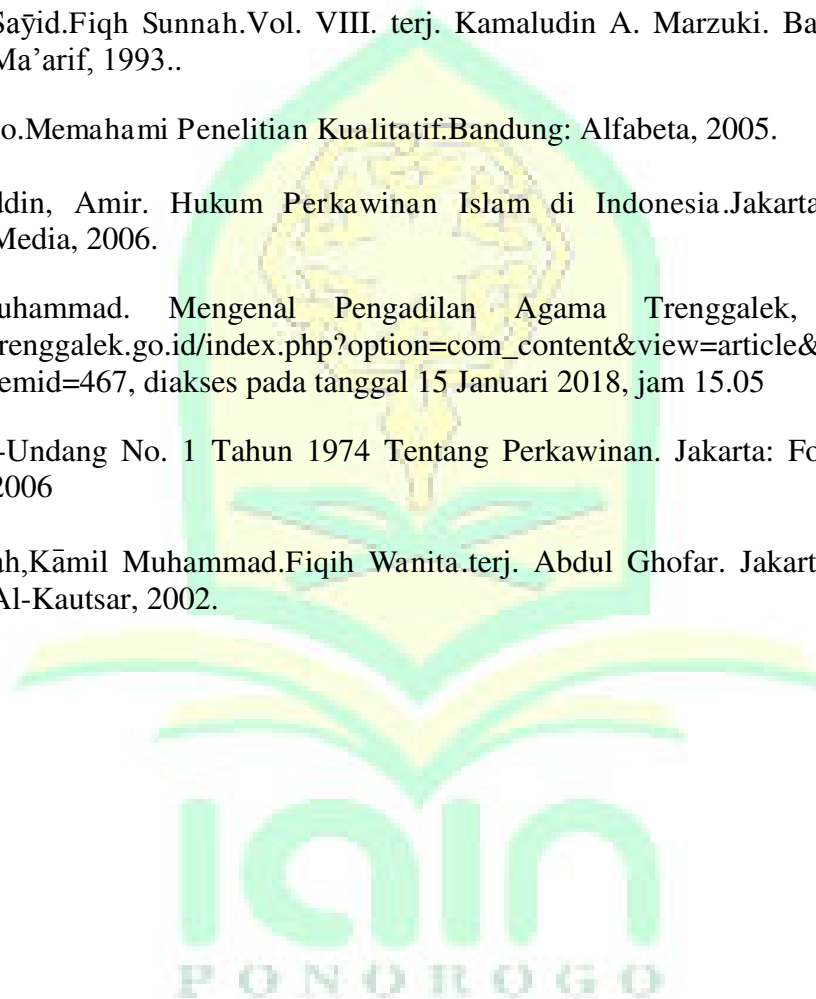 Saȳid.Fiqh Sunnah.Vol. VIII. terj. Kamaludin A. Marzuki. Ba
Ma’arif, 1993..
o.Memahami Penelitian Kualitatif.Bandung: Alfabeta, 2005.
ddin, Amir. Hukum Perkawinan Islam di Indonesia.Jakarta
Media, 2006.
uhammad. Mengenal Pengadilan Agama Trenggalek,
renggalek.go.id/index.php?option=com_content&view=article&
emid=467, diakses pada tanggal 15 Januari 2018, jam 15.05
-Undang No. 1 Tahun 1974 Tentang Perkawinan. Jakarta: Fo
2006
ah,Kāmil Muhammad.Fiqih Wanita.terj. Abdul Ghofar. Jakart
Al-Kautsar, 2002.
iain
PONOROGO